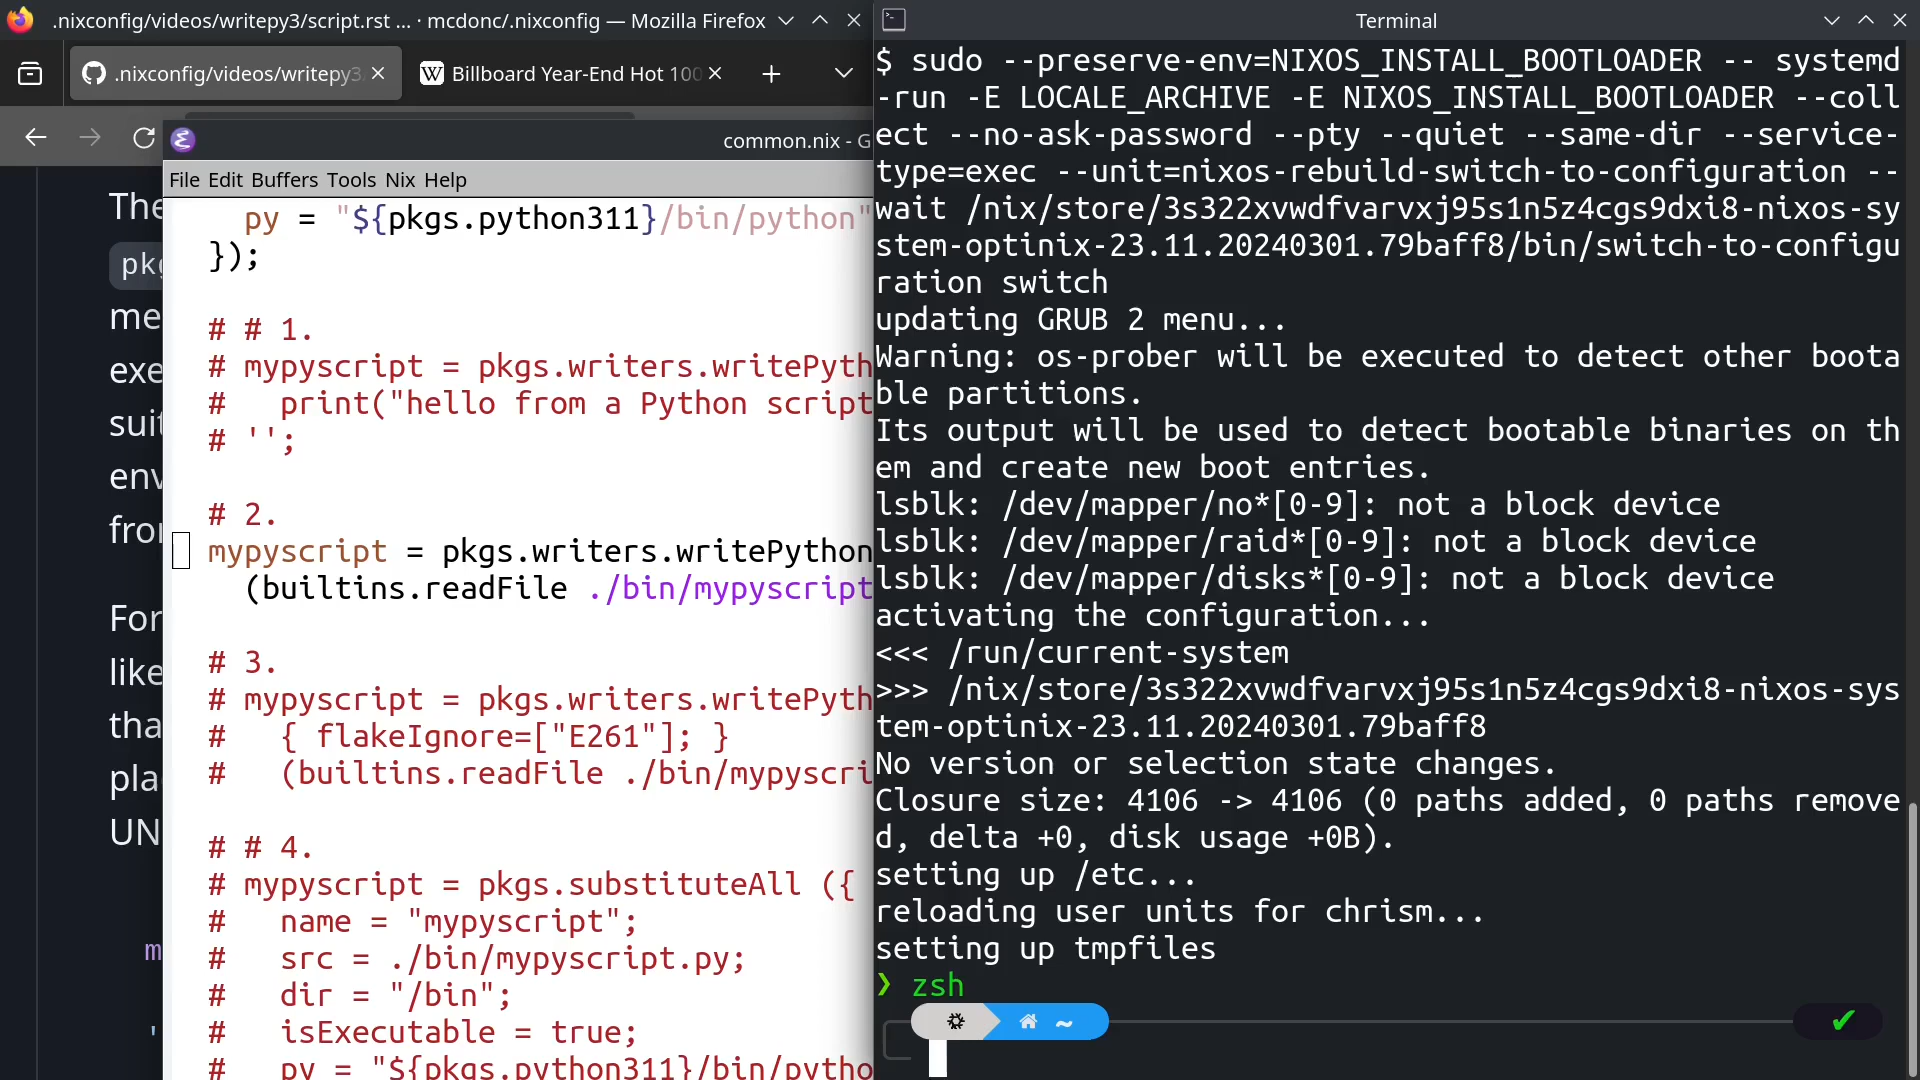 .nixconfig/videos/writepy3/script.rst ... · mcdonc/.nixconfig — Mozilla Firefox
.nixconfig/videos/writepy3
Billboard Year-End Hot 100
common.nix - G
File Edit Buffers Tools Nix Help
The
pkg
me
exe
suit
env
from
For
like
tha
pla
UN
m
'
py = "${pkgs.python311}/bin/python"
});
# # 1.
# mypyscript = pkgs.writers.writePyth
#   print("hello from a Python script
# '';
# 2.
mypyscript = pkgs.writers.writePython
(builtins.readFile ./bin/mypyscript
# 3.
# mypyscript = pkgs.writers.writePyth
#   { flakeIgnore=["E261"]; }
#   (builtins.readFile ./bin/mypyscri
# # 4.
# mypyscript = pkgs.substituteAll ({
#   name = "mypyscript";
#   src = ./bin/mypyscript.py;
#   dir = "/bin";
#   isExecutable = true;
#   py = "${pkgs.python311}/bin/pytho
Terminal
$ sudo --preserve-env=NIXOS_INSTALL_BOOTLOADER -- systemd
-run -E LOCALE_ARCHIVE -E NIXOS_INSTALL_BOOTLOADER --coll
ect --no-ask-password --pty --quiet --same-dir --service-
type=exec --unit=nixos-rebuild-switch-to-configuration --
wait /nix/store/3s322xvwdfvarvxj95s1n5z4cgs9dxi8-nixos-sy
stem-optinix-23.11.20240301.79baff8/bin/switch-to-configu
ration switch
updating GRUB 2 menu...
Warning: os-prober will be executed to detect other boota
ble partitions.
Its output will be used to detect bootable binaries on th
em and create new boot entries.
lsblk: /dev/mapper/no*[0-9]: not a block device
lsblk: /dev/mapper/raid*[0-9]: not a block device
lsblk: /dev/mapper/disks*[0-9]: not a block device
activating the configuration...
<<< /run/current-system
>>> /nix/store/3s322xvwdfvarvxj95s1n5z4cgs9dxi8-nixos-sys
tem-optinix-23.11.20240301.79baff8
No version or selection state changes.
Closure size: 4106 -> 4106 (0 paths added, 0 paths remove
d, delta +0, disk usage +0B).
setting up /etc...
reloading user units for chrism...
setting up tmpfiles
❯ zsh
~